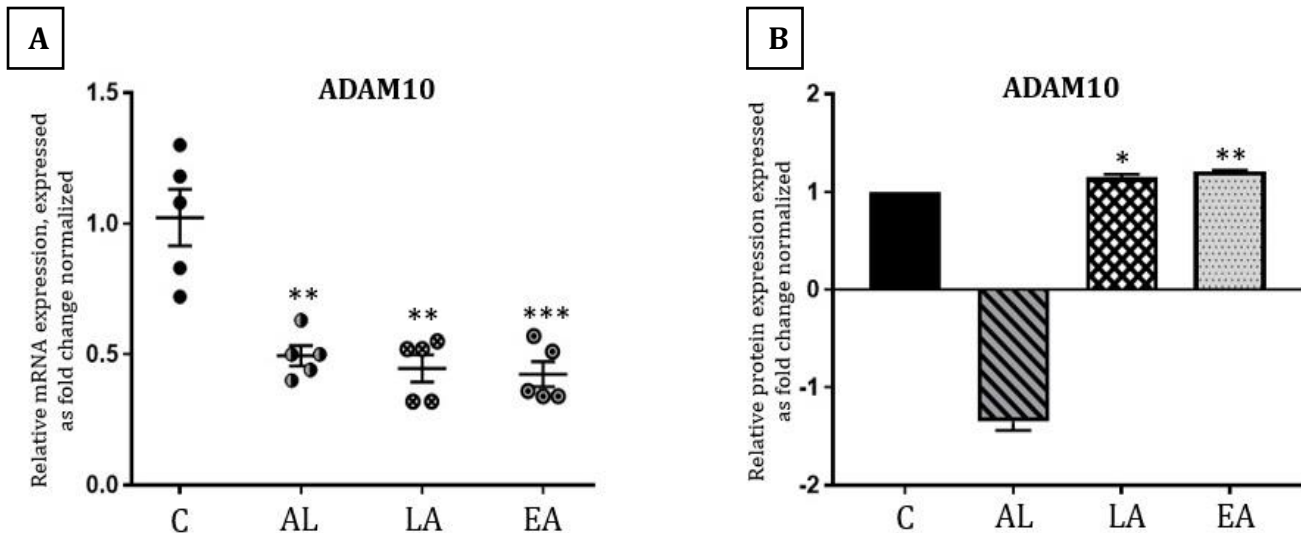 A
ADAM10
Relative mRNA expression, expressed
as fold change normalized
1.5
1.0
0.5
0.0
**
**
***
C AL LA EA
B
ADAM10
Relative protein expression expressed
as fold change normalized
2
1
0
-1
-2
*
**
C AL LA EA